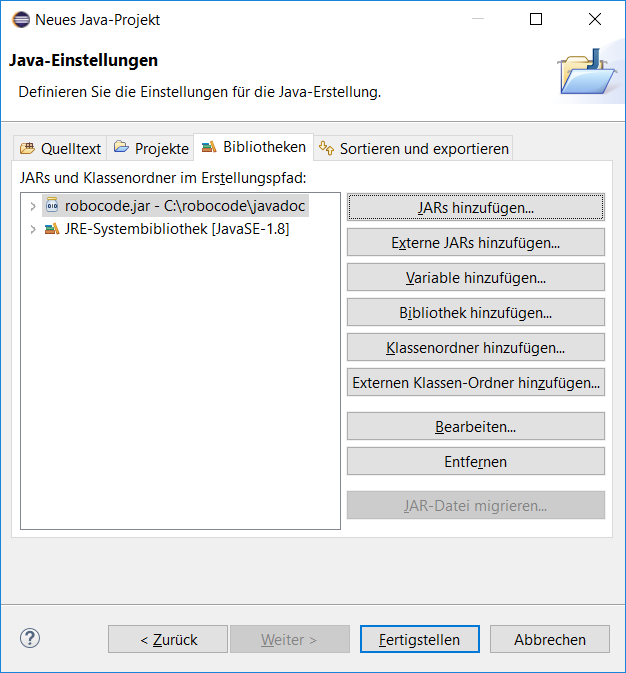 Neues Java-Projekt
Java-Einstellungen
Definieren Sie die Einstellungen für die Java-Erstellung.
Quelltext Projekte Bibliotheken Sortieren und exportieren
JARs und Klassenordner im Erstellungspfad:
robocode.jar - C:\robocode\javadoc
JRE-Systembibliothek [JavaSE-1.8]
JARs hinzufügen...
Externe JARs hinzufügen...
Variable hinzufügen...
Bibliothek hinzufügen...
Klassenordner hinzufügen...
Externen Klassen-Ordner hinzufügen...
Bearbeiten...
Entfernen
JAR-Datei migrieren...
? < Zurück Weiter > Fertigstellen Abbrechen